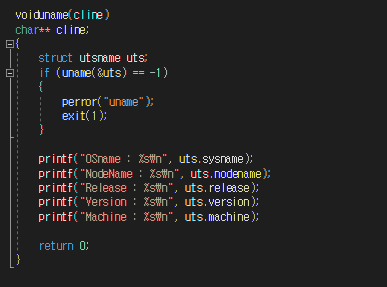 voiduname(cline)
char** cline;
{
struct utsname uts;
if (uname(&uts) == -1)
{
perror("uname");
exit(1);
}
printf("OSname : %s₩n", uts.sysname);
printf("NodeName : %s₩n", uts.nodename);
printf("Release : %s₩n", uts.release);
printf("Version : %s₩n", uts.version);
printf("Machine : %s₩n", uts.machine);
return 0;
}